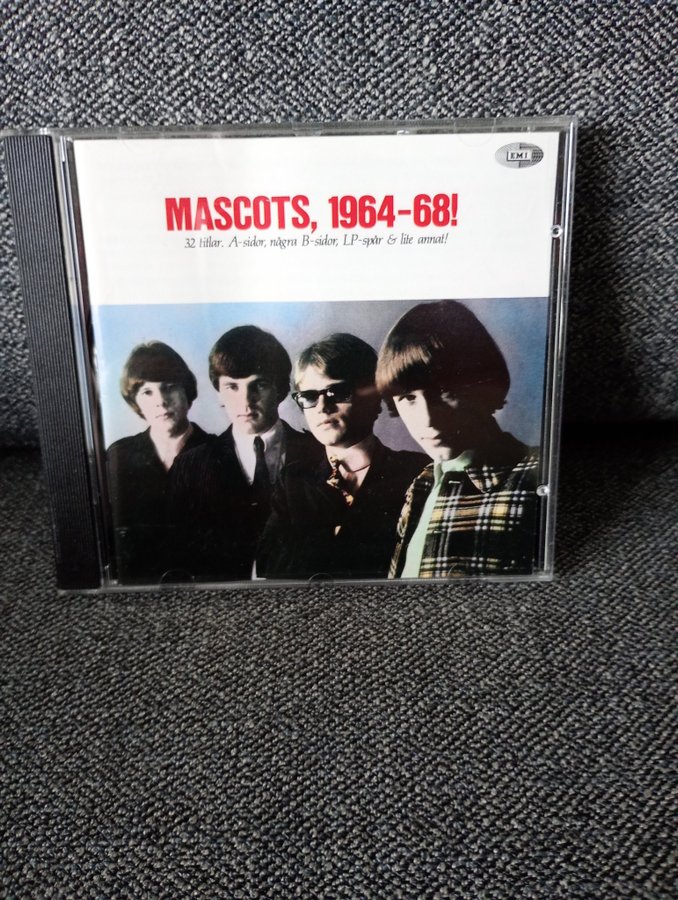 EMI
MASCOTS, 1964-68!
32 titlar. A-sidor, några B-sidor, LP-spår & lite annat!